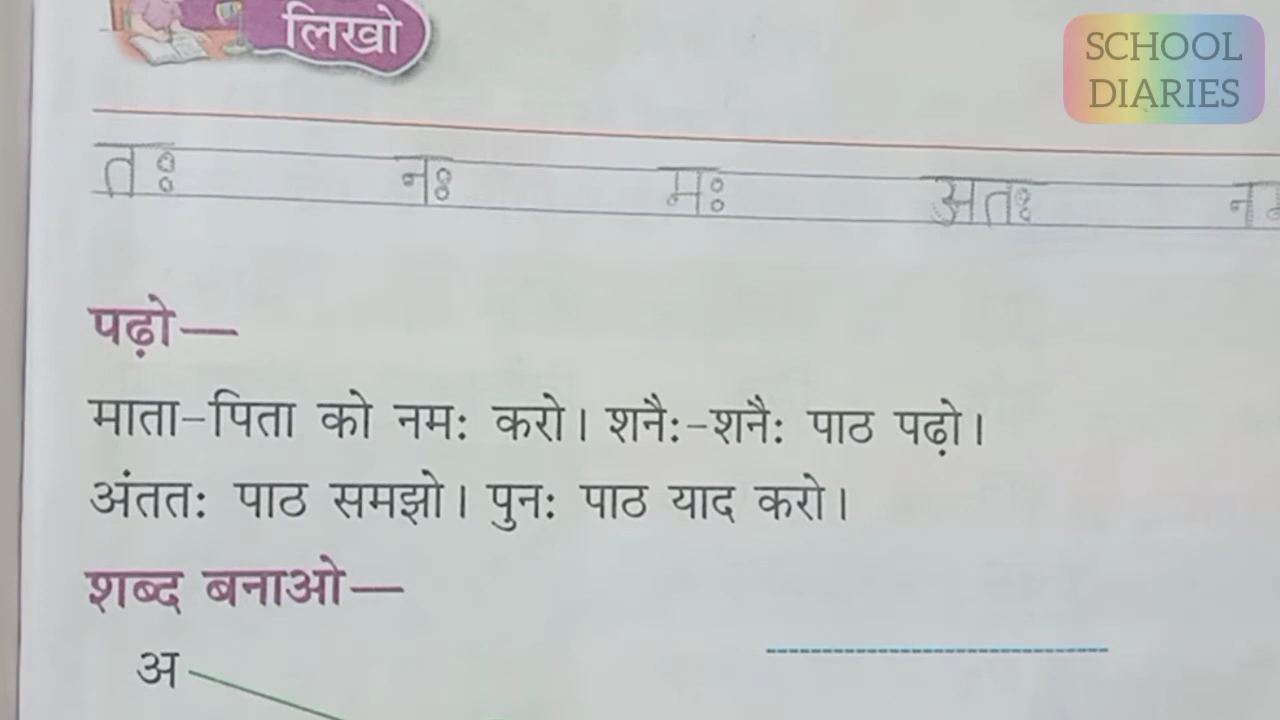 लिखो
SCHOOL
DIARIES
तः नः मः अतः
पढ़ो—
माता-पिता को नमः करो। शनैः-शनैः पाठ पढ़ो।
अंततः पाठ समझो। पुनः पाठ याद करो।
शब्द बनाओ—
अ